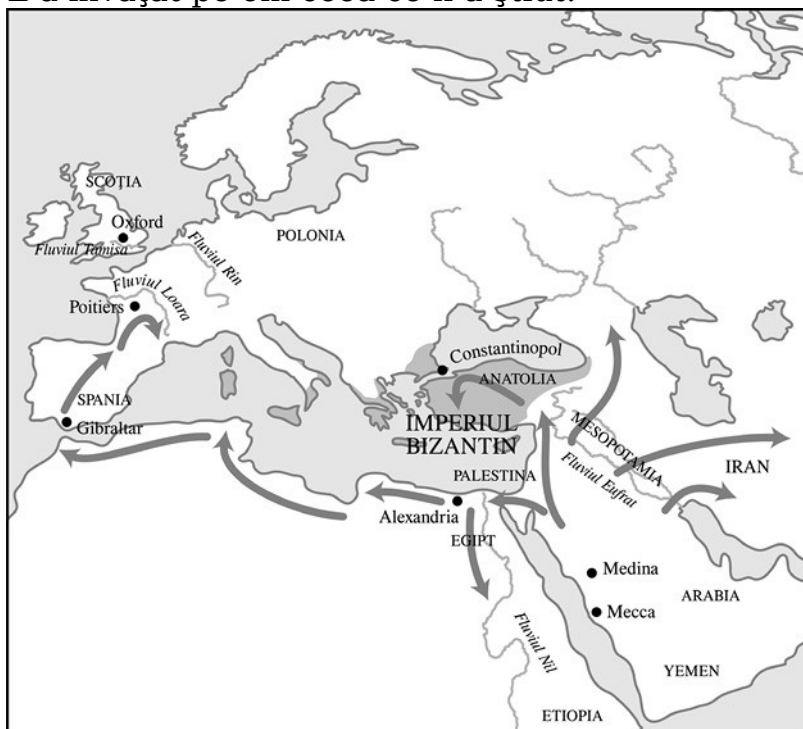 SCOȚIA
Oxford
Fluviul Tamisa
POLONIA
Fluviul Rin
Fluviul Loara
Poitiers
Constantinopol
ANATOLIA
SPANIA
Gibraltar
IMPERIUL
BIZANTIN
MESOPOTAMIA
PALESTINA
Fluviul Eufrat
IRAN
Alexandria
EGIPT
Medina
ARABIA
Mecca
Fluviul Nil
YEMEN
ETIOPIA